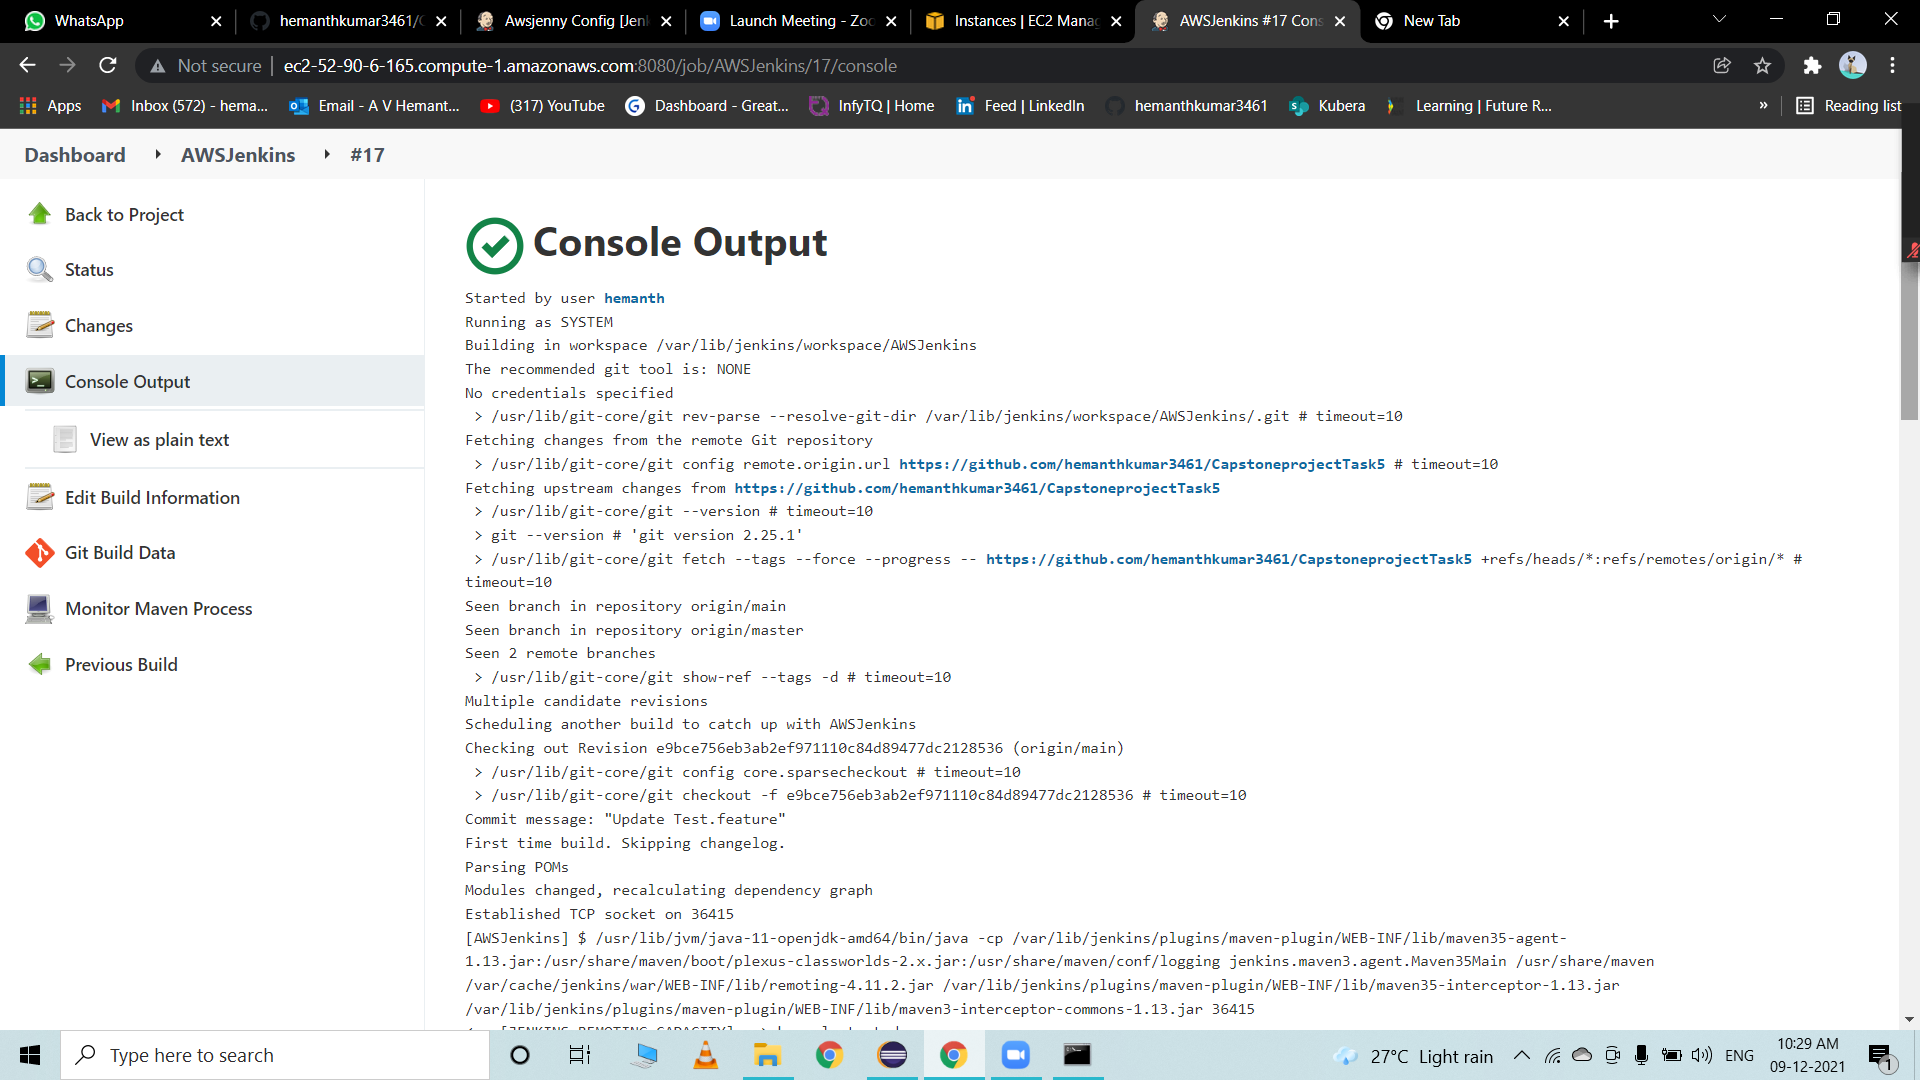 WhatsApp
hemanthkumar3461/C
Awsjenny Config [Jen
Launch Meeting - Zoo
Instances | EC2 Manag
AWSJenkins #17 Cons
New Tab
Not secure
ec2-52-90-6-165.compute-1.amazonaws.com:8080/job/AWSJenkins/17/console
Apps
Inbox (572) - hema...
Email - A V Hemant...
(317) YouTube
Dashboard - Great...
InfyTQ | Home
Feed | LinkedIn
hemanthkumar3461
Kubera
Learning | Future R...
»
Reading list
Dashboard
AWSJenkins
#17
Back to Project
Status
Changes
Console Output
View as plain text
Edit Build Information
Git Build Data
Monitor Maven Process
Previous Build
Console Output
Started by user hemanth
Running as SYSTEM
Building in workspace /var/lib/jenkins/workspace/AWSJenkins
The recommended git tool is: NONE
No credentials specified
> /usr/lib/git-core/git rev-parse --resolve-git-dir /var/lib/jenkins/workspace/AWSJenkins/.git # timeout=10
Fetching changes from the remote Git repository
> /usr/lib/git-core/git config remote.origin.url https://github.com/hemanthkumar3461/CapstoneprojectTask5 # timeout=10
Fetching upstream changes from https://github.com/hemanthkumar3461/CapstoneprojectTask5
> /usr/lib/git-core/git --version # timeout=10
> git --version # 'git version 2.25.1'
> /usr/lib/git-core/git fetch --tags --force --progress -- https://github.com/hemanthkumar3461/CapstoneprojectTask5 +refs/heads/*:refs/remotes/origin/* #
timeout=10
Seen branch in repository origin/main
Seen branch in repository origin/master
Seen 2 remote branches
> /usr/lib/git-core/git show-ref --tags -d # timeout=10
Multiple candidate revisions
Scheduling another build to catch up with AWSJenkins
Checking out Revision e9bce756eb3ab2ef971110c84d89477dc2128536 (origin/main)
> /usr/lib/git-core/git config core.sparsecheckout # timeout=10
> /usr/lib/git-core/git checkout -f e9bce756eb3ab2ef971110c84d89477dc2128536 # timeout=10
Commit message: "Update Test.feature"
First time build. Skipping changelog.
Parsing POMs
Modules changed, recalculating dependency graph
Established TCP socket on 36415
[AWSJenkins] $ /usr/lib/jvm/java-11-openjdk-amd64/bin/java -cp /var/lib/jenkins/plugins/maven-plugin/WEB-INF/lib/maven35-agent-
1.13.jar:/usr/share/maven/boot/plexus-classworlds-2.x.jar:/usr/share/maven/conf/logging jenkins.maven3.agent.Maven35Main /usr/share/maven
/var/cache/jenkins/war/WEB-INF/lib/remoting-4.11.2.jar /var/lib/jenkins/plugins/maven-plugin/WEB-INF/lib/maven35-interceptor-1.13.jar
/var/lib/jenkins/plugins/maven-plugin/WEB-INF/lib/maven3-interceptor-commons-1.13.jar 36415
Type here to search
27°C Light rain
ENG
10:29 AM
09-12-2021
1